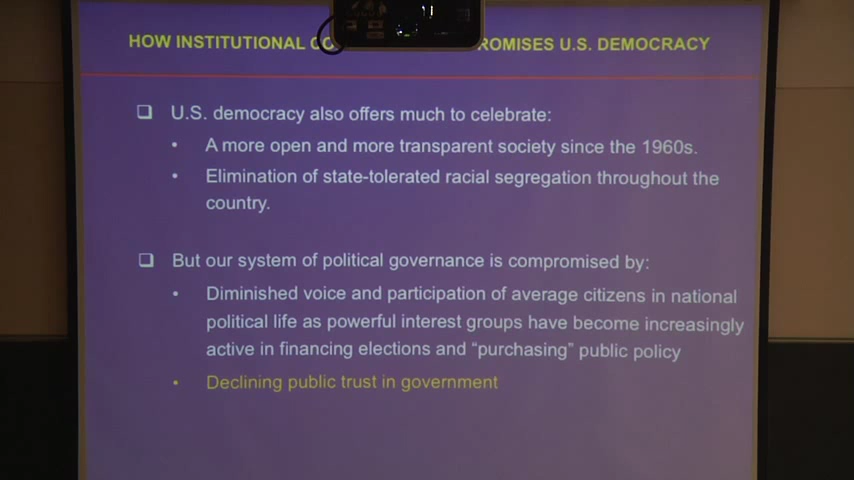 HOW INSTITUTIONAL CO ROMISES U.S. DEMOCRACY
❑ U.S. democracy also offers much to celebrate:
• A more open and more transparent society since the 1960s.
• Elimination of state-tolerated racial segregation throughout the
country.
❑ But our system of political governance is compromised by:
• Diminished voice and participation of average citizens in national
political life as powerful interest groups have become increasingly
active in financing elections and “purchasing” public policy
• Declining public trust in government